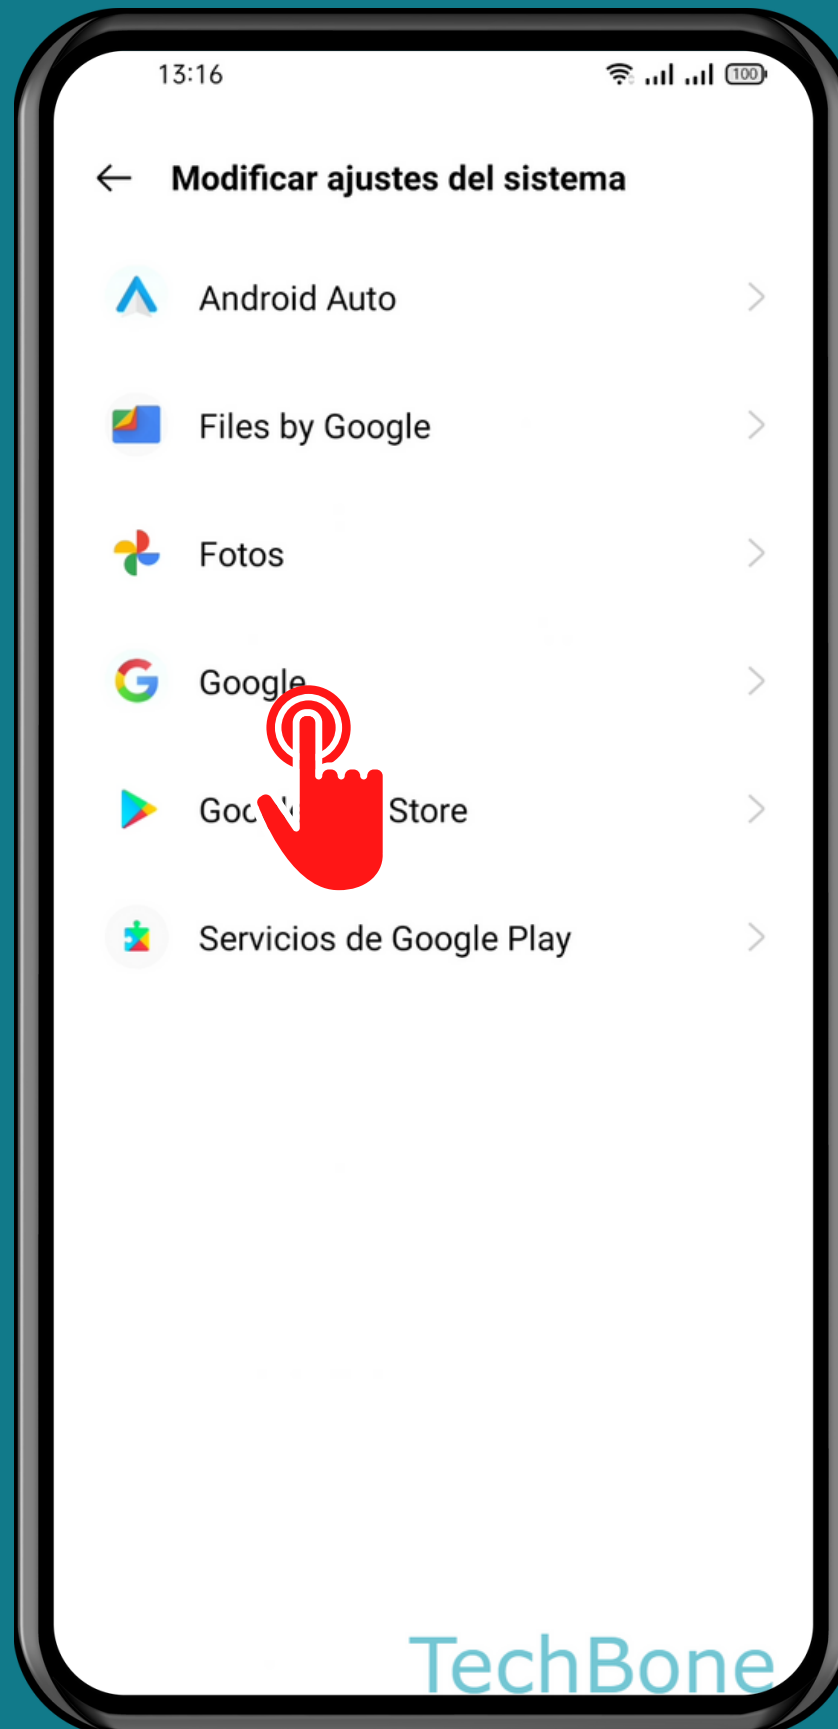 13:16
100
Modificar ajustes del sistema
Android Auto
Files by Google
Fotos
Google
Store
Servicios de Google Play
TechBone